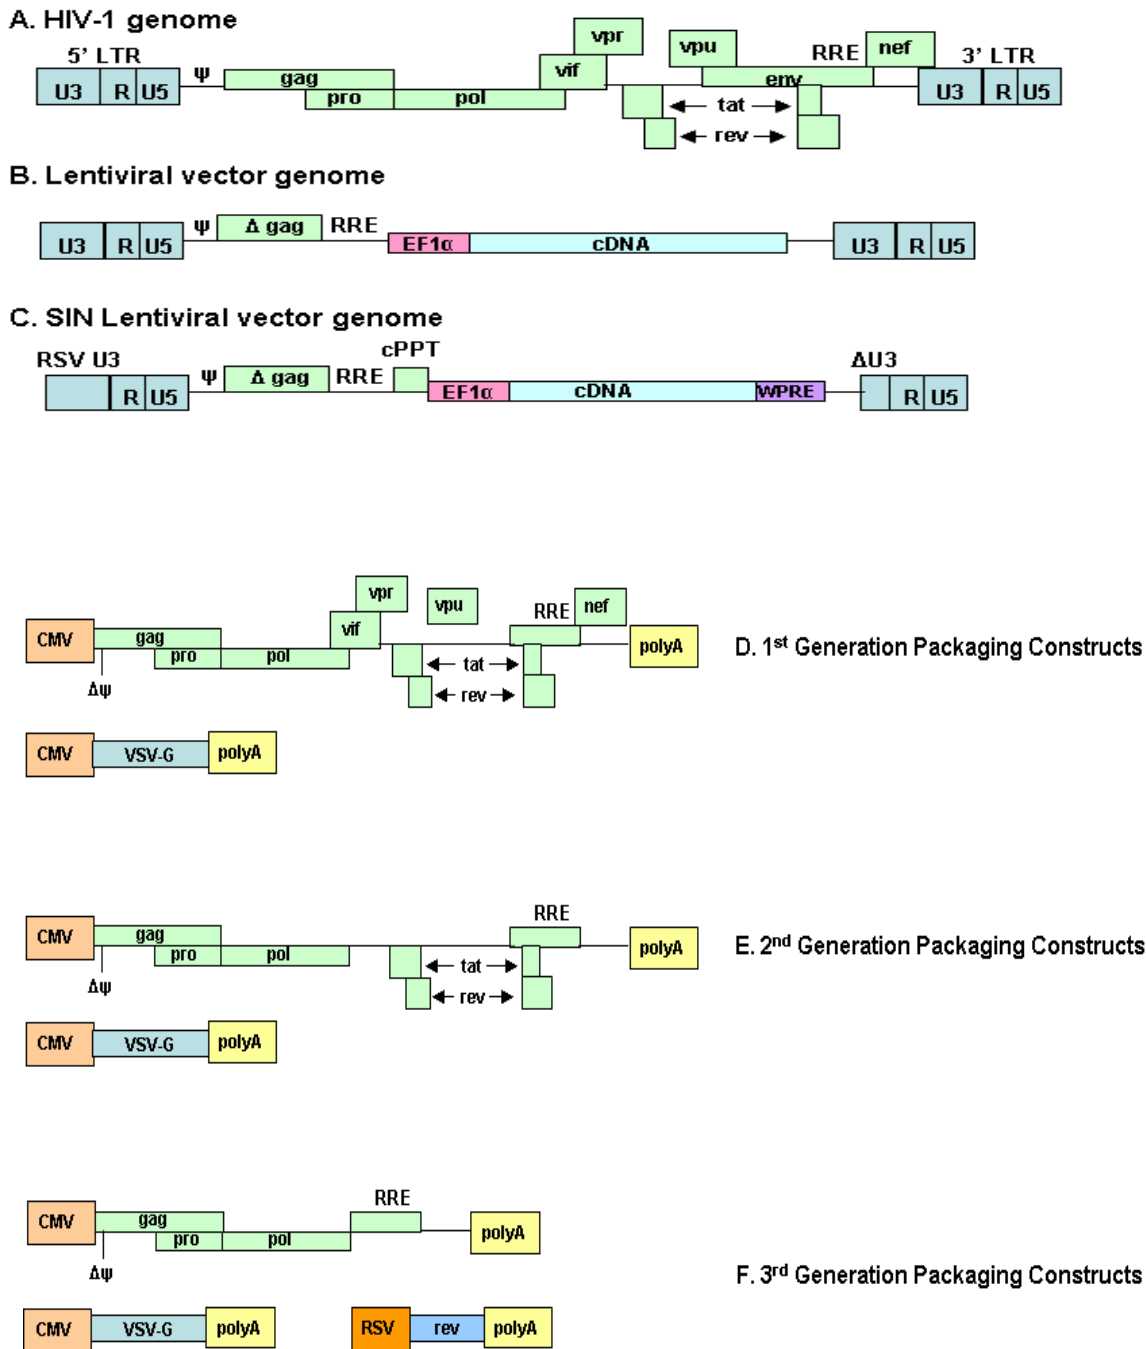 A. HIV-1 genome
5' LTR ψ gag pro pol vif vpr vpu env RRE nef 3' LTR
U3 R U5 tat rev U3 R U5
B. Lentiviral vector genome
U3 R U5 ψ Δ gag RRE EF1α cDNA U3 R U5
C. SIN Lentiviral vector genome
RSV U3 cPPT ΔU3
R U5 ψ Δ gag RRE EF1α cDNA WPRE R U5
vpr vpu RRE nef
CMV gag vif polyA D. 1st Generation Packaging Constructs
pro pol tat
Δψ rev
CMV VSV-G polyA
RRE
CMV gag polyA E. 2nd Generation Packaging Constructs
pro pol tat
Δψ rev
CMV VSV-G polyA
RRE
CMV gag polyA
pro pol
Δψ F. 3rd Generation Packaging Constructs
CMV VSV-G polyA RSV rev polyA